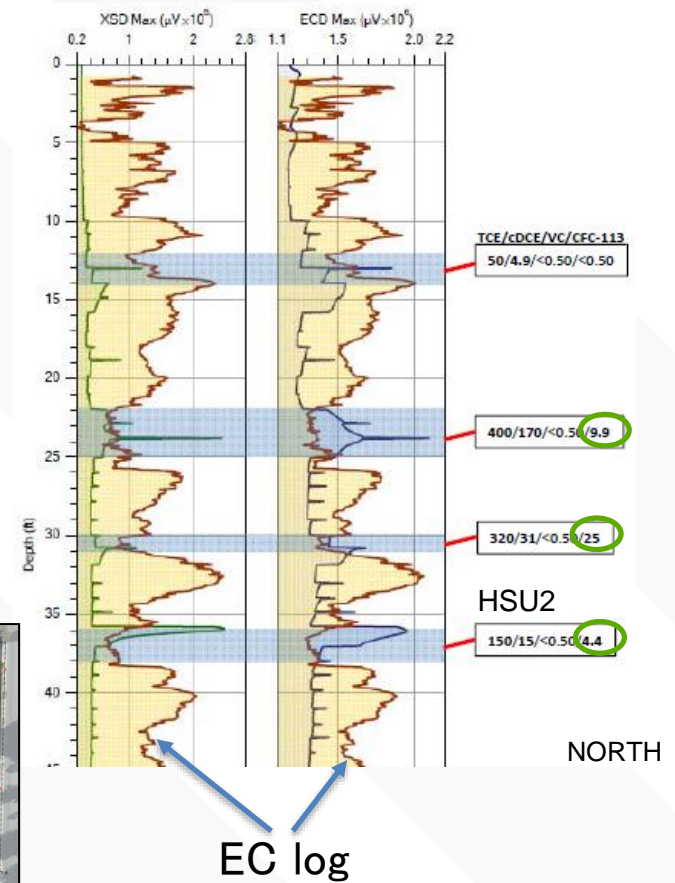 XSD Max (µV×10⁵) ECD Max (µV×10⁶)
0.2 1 2 2.8 1.1 1.5 2.0 2.2
0
5
10
TCE/cDCE/VC/CFC-113
50/4.9/<0.50/<0.50
15
20
400/170/<0.50/9.9
25
Depth (ft)
30
320/31/<0.50/25
HSU2
35
150/15/<0.50/4.4
40
NORTH
45
EC log